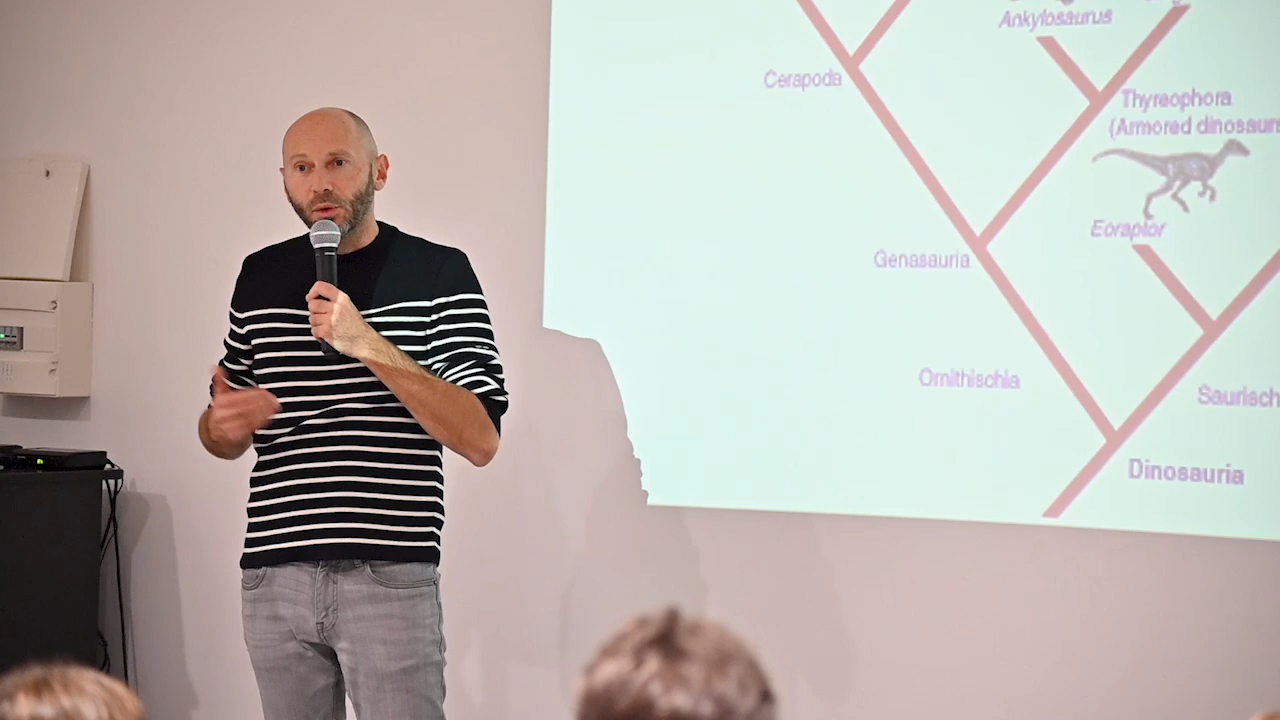 Ankylosaurus
Cerapoda
Thyreophora
(Armored dinosaurs
Eoraptor
Genasauria
Ornithischia
Saurisch
Dinosauria